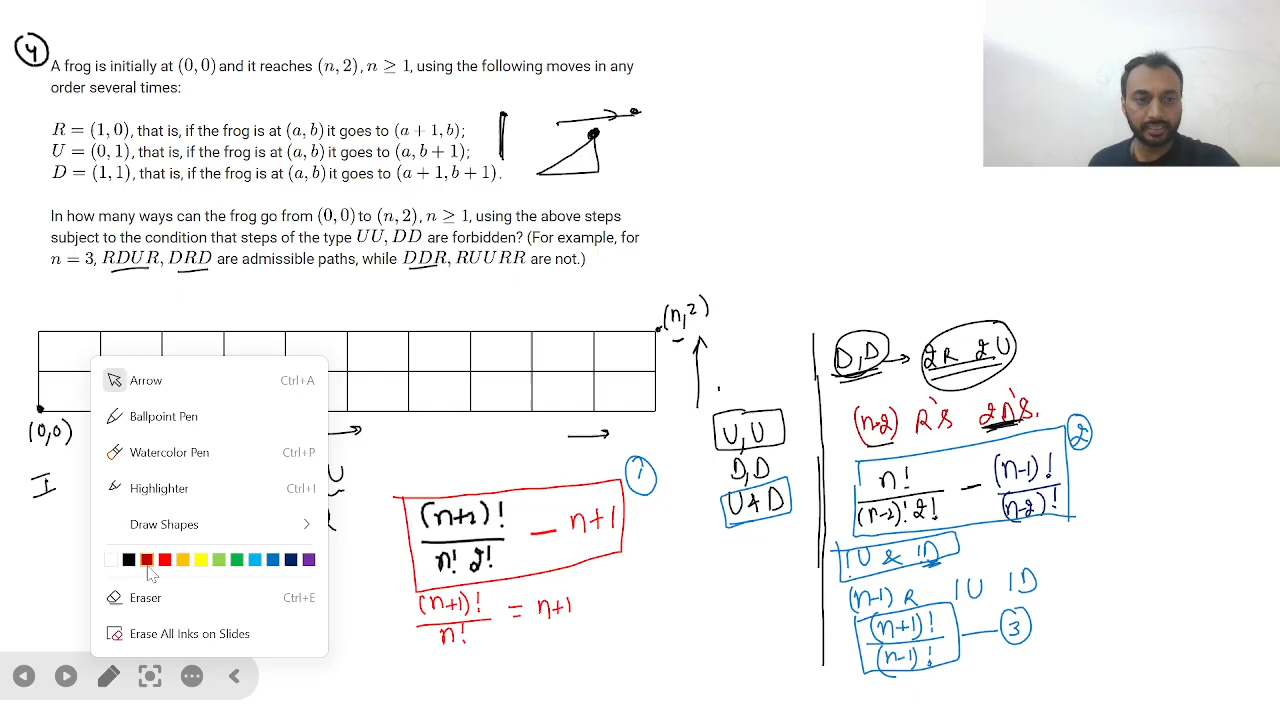 4
A frog is initially at (0, 0) and it reaches (n, 2), n ≥ 1, using the following moves in any
order several times:
R = (1, 0), that is, if the frog is at (a, b) it goes to (a + 1, b);
U = (0, 1), that is, if the frog is at (a, b) it goes to (a, b + 1);
D = (1, 1), that is, if the frog is at (a, b) it goes to (a + 1, b + 1).
In how many ways can the frog go from (0, 0) to (n, 2), n ≥ 1, using the above steps
subject to the condition that steps of the type UU, DD are forbidden? (For example, for
n = 3, RDUR, DRD are admissible paths, while DDR, RUURR are not.)
(n, 2)
(0,0)
I
Arrow Ctrl+A
Ballpoint Pen
Watercolor Pen Ctrl+P
Highlighter Ctrl+I
Draw Shapes
Eraser Ctrl+E
Erase All Inks on Slides
U
(n+2)! / n! 2! − n+1
1
(n+1)! / n! = n+1
U, U
D, D
U & D
D, D → 2R 2U
(n-2) R's 2D's.
2
n! / (n-2)! 2! − (n-1)! / (n-2)!
1U & 1D
(n-1) R 1U 1D
(n+1)! / (n-1)! — 3